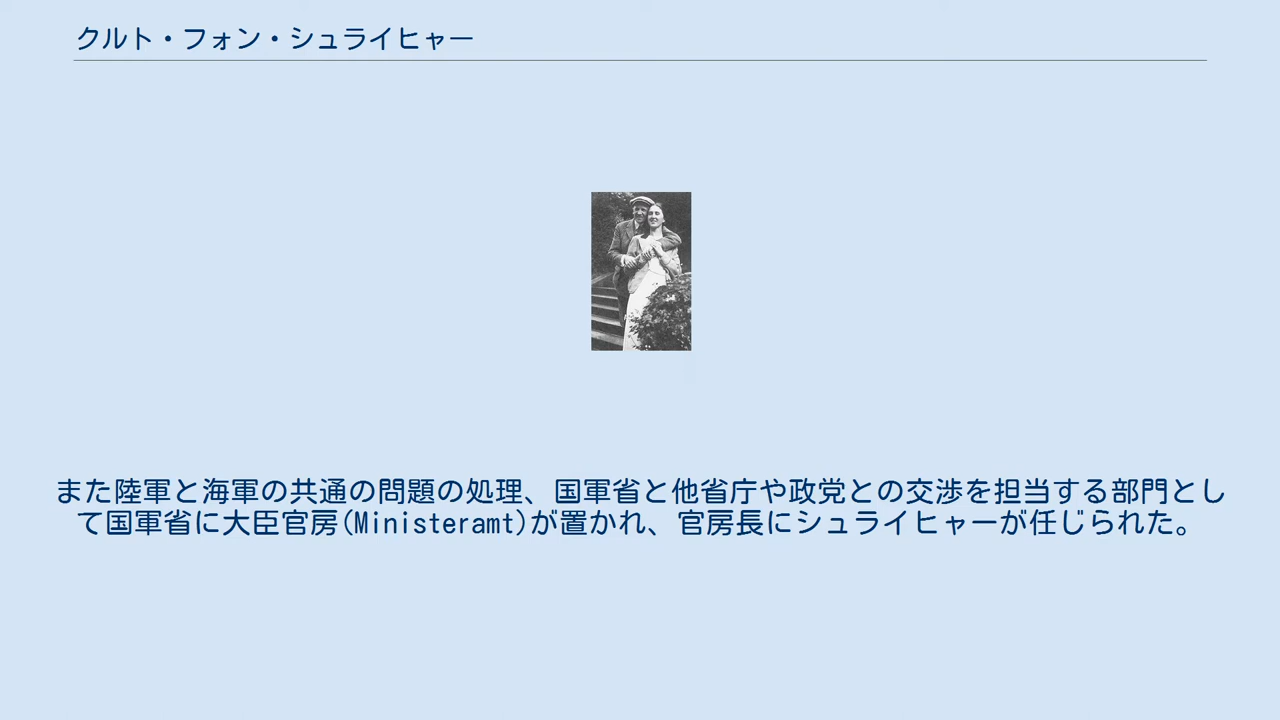 クルト・フォン・シュライヒャー
また陸軍と海軍の共通の問題の処理、国軍省と他省庁や政党との交渉を担当する部門とし
て国軍省に大臣官房(Ministeramt)が置かれ、官房長にシュライヒャーが任じられた。